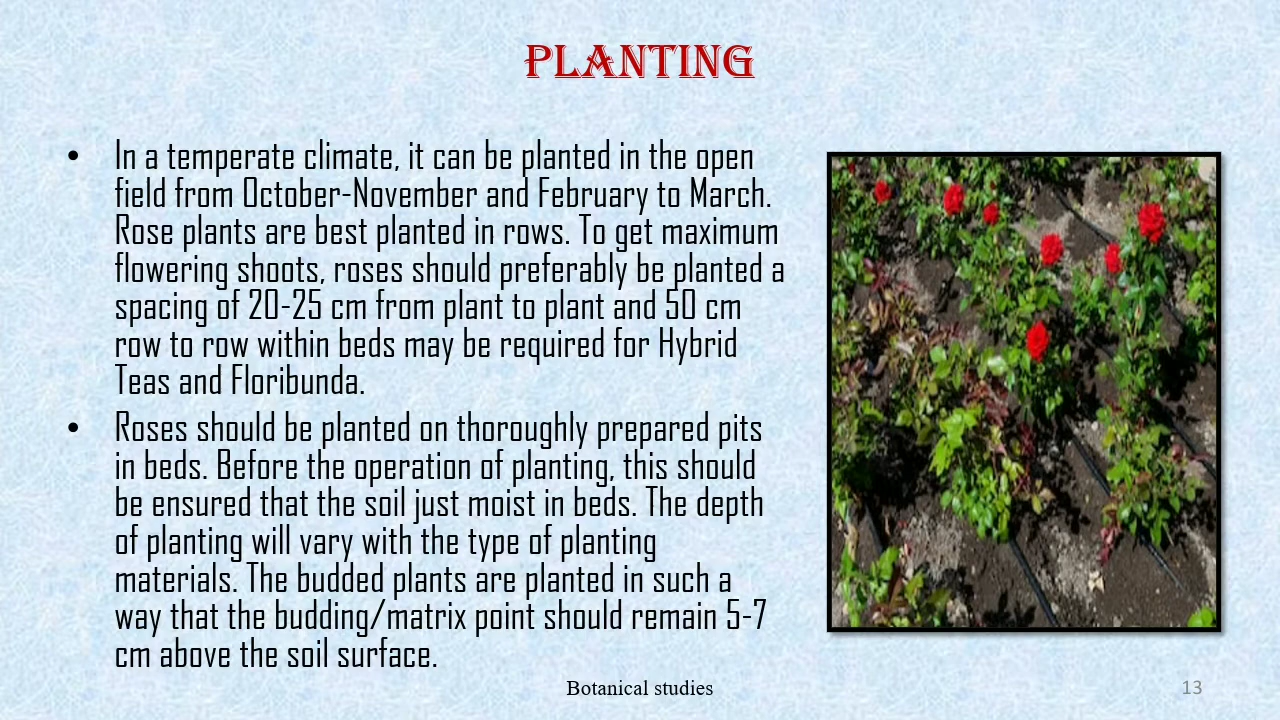 PLANTING
• In a temperate climate, it can be planted in the open
field from October-November and February to March.
Rose plants are best planted in rows. To get maximum
flowering shoots, roses should preferably be planted a
spacing of 20-25 cm from plant to plant and 50 cm
row to row within beds may be required for Hybrid
Teas and Floribunda.
• Roses should be planted on thoroughly prepared pits
in beds. Before the operation of planting, this should
be ensured that the soil just moist in beds. The depth
of planting will vary with the type of planting
materials. The budded plants are planted in such a
way that the budding/matrix point should remain 5-7
cm above the soil surface.
Botanical studies
13